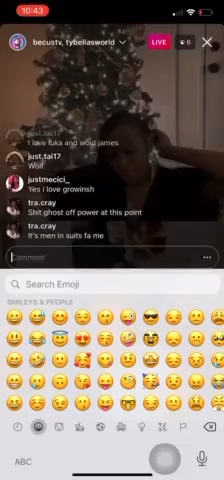 10:43
becustv, tybellasworld
LIVE
6
just.tai17
I love luka and wold james
just.tai17
Wolf
justmecici_
Yes I love growinsh
tra.cray
Shit ghost off power at this point
tra.cray
It's men in suits fa me
Comment
Search Emoji
SMILEYS & PEOPLE
ABC